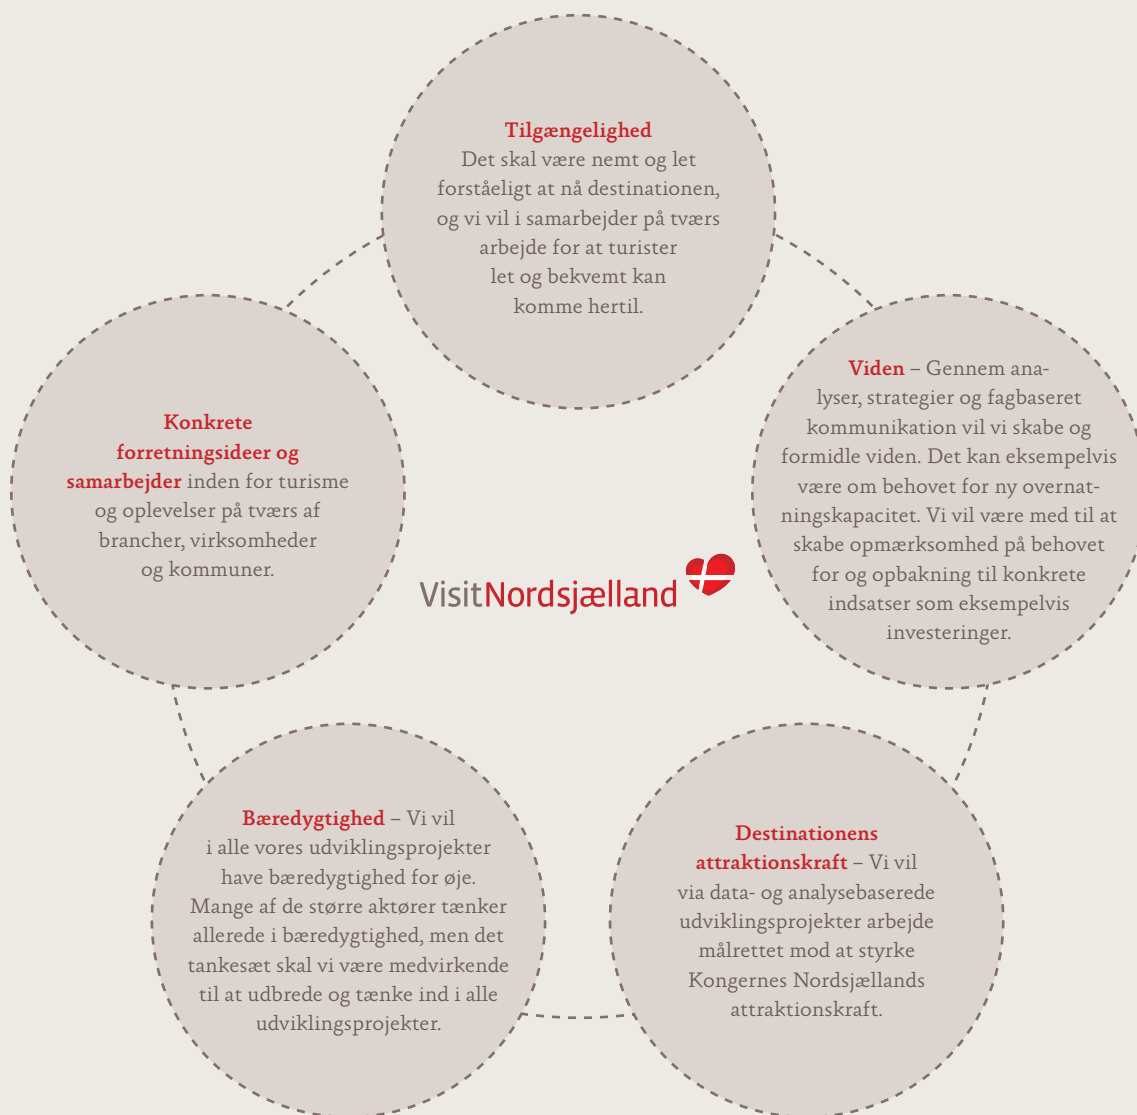 Tilgængelighed
Det skal være nemt og let
forståeligt at nå destinationen,
og vi vil i samarbejder på tværs
arbejde for at turister
let og bekvemt kan
komme hertil.
Viden – Gennem ana-
lyser, strategier og fagbaseret
kommunikation vil vi skabe og
formidle viden. Det kan eksempelvis
være om behovet for ny overnat-
ningskapacitet. Vi vil være med til at
skabe opmærksomhed på behovet
for og opbakning til konkrete
indsatser som eksempelvis
investeringer.
Konkrete
forretningsideer og
samarbejder inden for turisme
og oplevelser på tværs af
brancher, virksomheder
og kommuner.
VisitNordsjælland
Bæredygtighed – Vi vil
i alle vores udviklingsprojekter
have bæredygtighed for øje.
Mange af de større aktører tænker
allerede i bæredygtighed, men det
tankesæt skal vi være medvirkende
til at udbrede og tænke ind i alle
udviklingsprojekter.
Destinationens
attraktionskraft – Vi vil
via data- og analysebaserede
udviklingsprojekter arbejde
målrettet mod at styrke
Kongernes Nordsjællands
attraktionskraft.